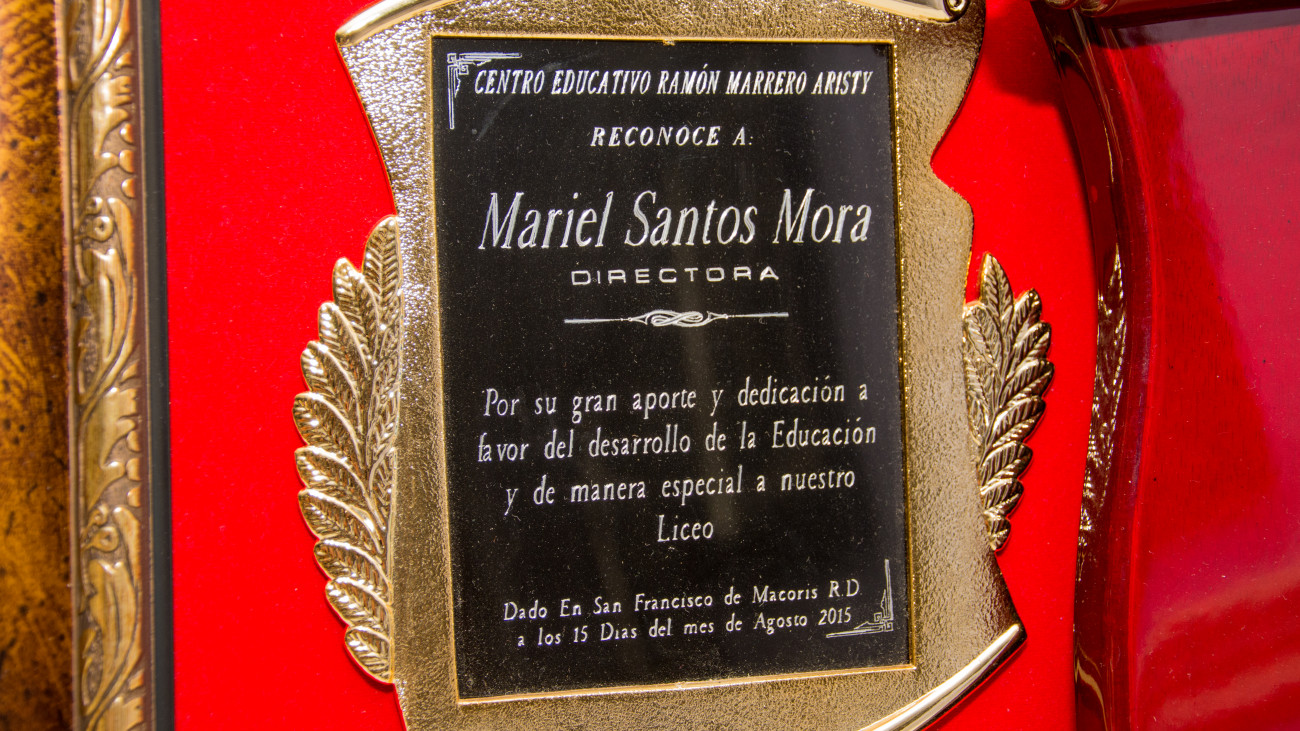 CENTRO EDUCATIVO RAMÓN MARRERO ARISTY
RECONOCE A:
Mariel Santos Mora
DIRECTORA
Por su gran aporte y dedicación a
favor del desarrollo de la Educación
y de manera especial a nuestro
Liceo
Dado En San Francisco de Macoris R.D
a los 15 Dias del mes de Agosto 2015